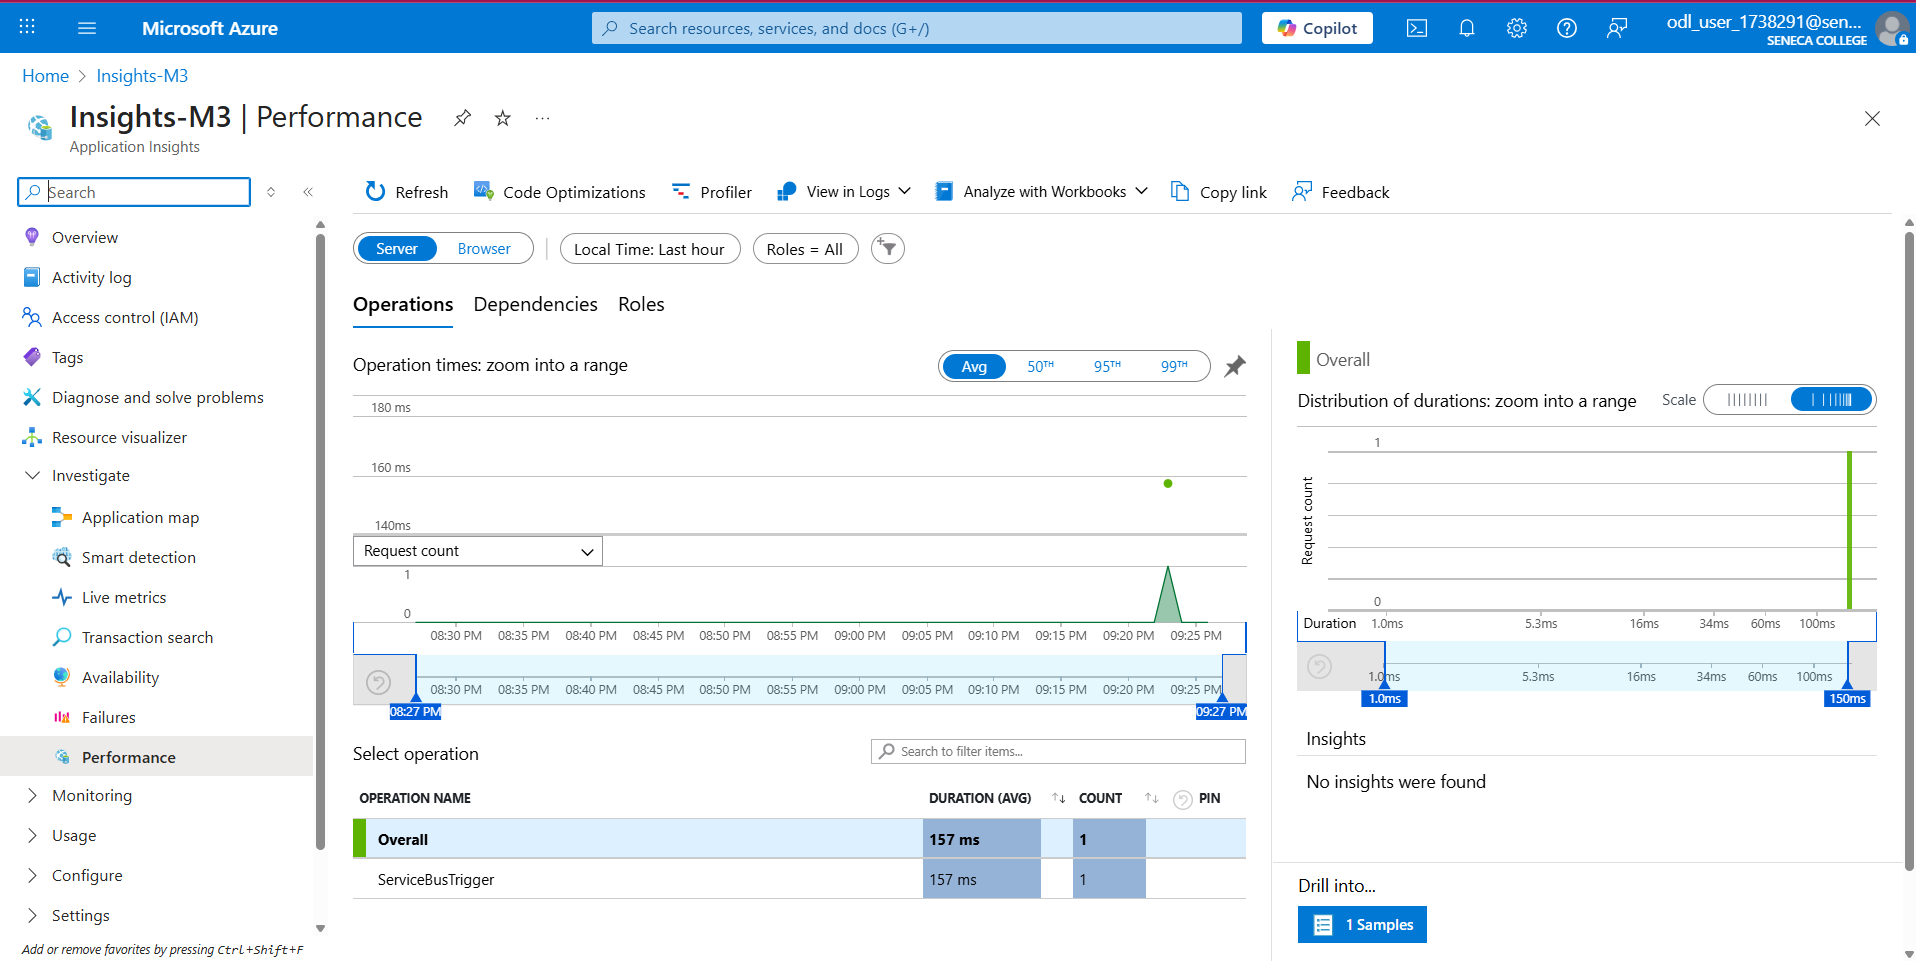 Microsoft Azure
Search resources, services, and docs (G+/)
Copilot
odl_user_1738291@sen...
SENECA COLLEGE
Home > Insights-M3
Insights-M3 | Performance
Application Insights
Search
Refresh
Code Optimizations
Profiler
View in Logs
Analyze with Workbooks
Copy link
Feedback
Overview
Activity log
Access control (IAM)
Tags
Diagnose and solve problems
Resource visualizer
Investigate
Application map
Smart detection
Live metrics
Transaction search
Availability
Failures
Performance
Monitoring
Usage
Configure
Settings
Add or remove favorites by pressing Ctrl+Shift+F
Server Browser
Local Time: Last hour
Roles = All
Operations Dependencies Roles
Operation times: zoom into a range
Avg 50TH 95TH 99TH
180 ms
160 ms
140ms
Request count
1
0
08:30 PM 08:35 PM 08:40 PM 08:45 PM 08:50 PM 08:55 PM 09:00 PM 09:05 PM 09:10 PM 09:15 PM 09:20 PM 09:25 PM
08:30 PM 08:35 PM 08:40 PM 08:45 PM 08:50 PM 08:55 PM 09:00 PM 09:05 PM 09:10 PM 09:15 PM 09:20 PM 09:25 PM
08:27 PM 09:27 PM
Select operation
Search to filter items...
OPERATION NAME DURATION (AVG) COUNT PIN
Overall 157 ms 1
ServiceBusTrigger 157 ms 1
Overall
Distribution of durations: zoom into a range
Scale
1
Request count
0
Duration 1.0ms 5.3ms 16ms 34ms 60ms 100ms
1.0ms 5.3ms 16ms 34ms 60ms 100ms
1.0ms 150ms
Insights
No insights were found
Drill into...
1 Samples